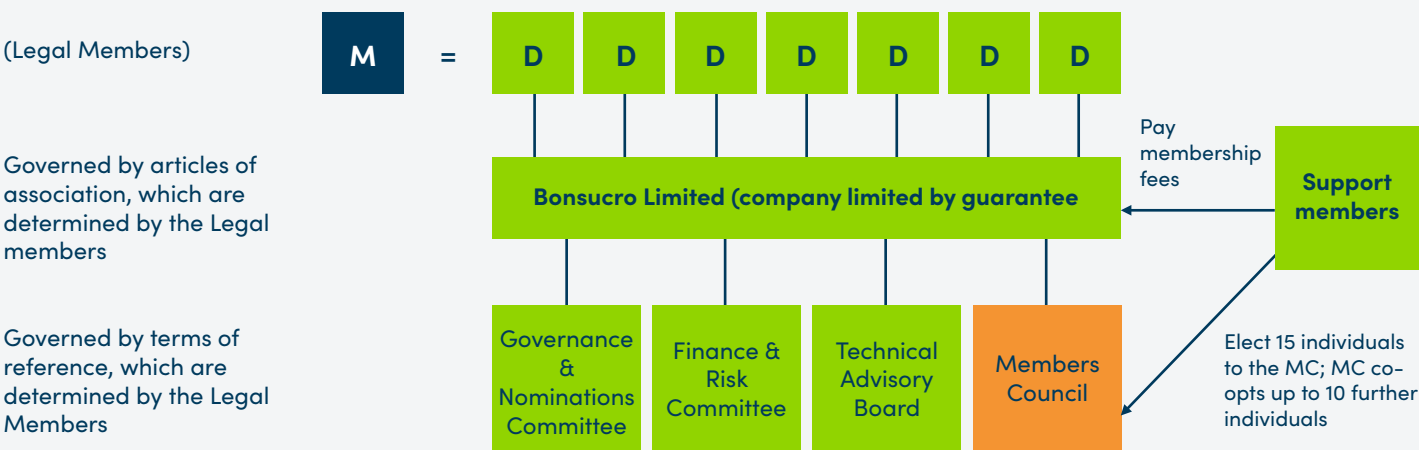 (Legal Members)
M
=
D D D D D D D
Governed by articles of
association, which are
determined by the Legal
members
Bonsucro Limited (company limited by guarantee
Pay
membership
fees
Support
members
Governed by terms of
reference, which are
determined by the Legal
Members
Governance
&
Nominations
Committee
Finance &
Risk
Committee
Technical
Advisory
Board
Members
Council
Elect 15 individuals
to the MC; MC co-
opts up to 10 further
individuals